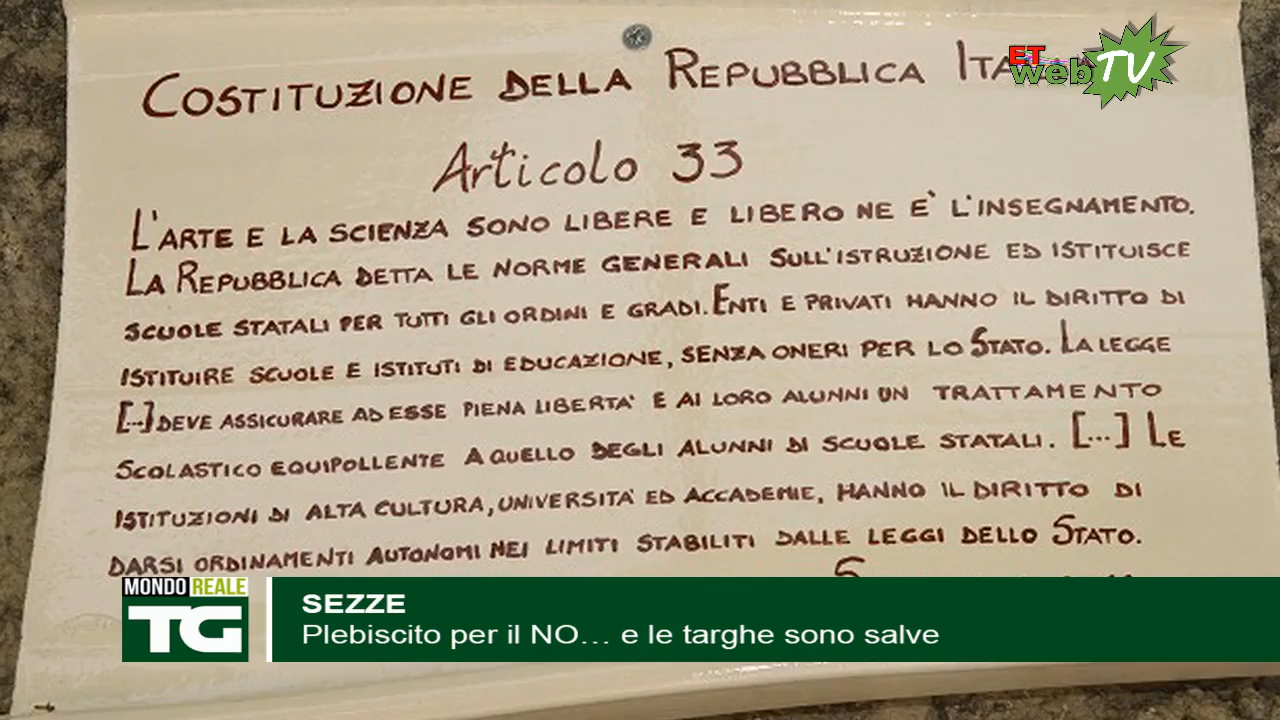 COSTITUZIONE DELLA REPUBBLICA
ET
webTV
Articolo 33
L'ARTE E LA SCIENZA SONO LIBERE E LIBERO NE E' L'INSEGNAMENTO.
LA REPUBBLICA DETTA LE NORME GENERALI SULL'ISTRUZIONE ED ISTITUISCE
SCUOLE STATALI PER TUTTI GLI ORDINI E GRADI. ENTI E PRIVATI HANNO IL DIRITTO DI
ISTITUIRE SCUOLE E ISTITUTI DI EDUCAZIONE, SENZA ONERI PER LO STATO. LA LEGGE
[...] DEVE ASSICURARE AD ESSE PIENA LIBERTA' E AI LORO ALUNNI UN TRATTAMENTO
SCOLASTICO EQUIPOLLENTE A QUELLO DEGLI ALUNNI DI SCUOLE STATALI. [...] LE
ISTITUZIONI DI ALTA CULTURA, UNIVERSITA' ED ACCADEMIE, HANNO IL DIRITTO DI
DARSI ORDINAMENTI AUTONOMI NEI LIMITI STABILITI DALLE LEGGI DELLO STATO.
MONDO REALE
TG
SEZZE
Plebiscito per il NO... e le targhe sono salve